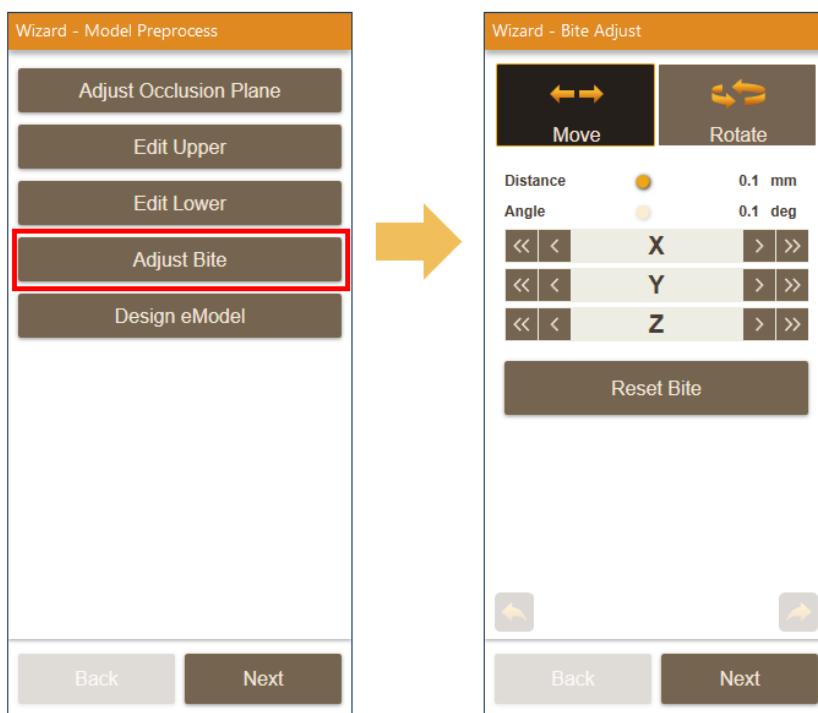 Wizard - Model Preprocess
Adjust Occlusion Plane
Edit Upper
Edit Lower
Adjust Bite
Design eModel
Back Next
Wizard - Bite Adjust
Move Rotate
Distance 0.1 mm
Angle 0.1 deg
X
Y
Z
Reset Bite
Back Next